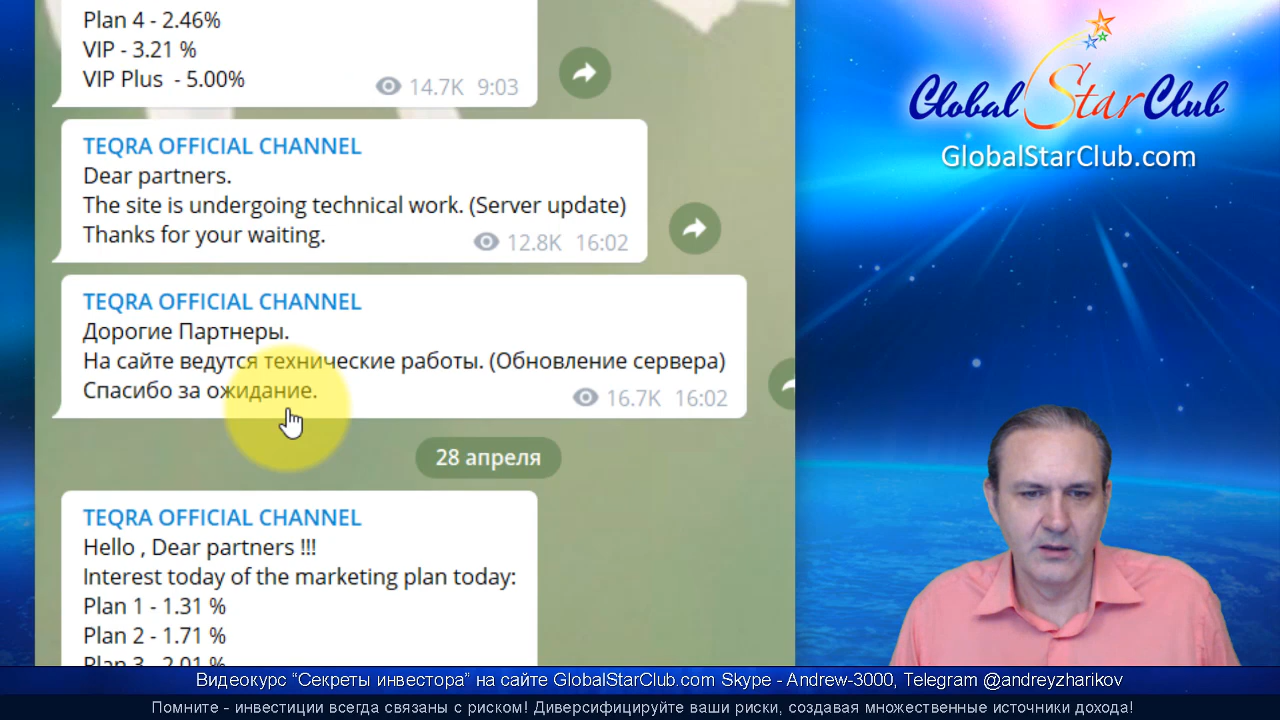 Plan 4 - 2.46%
VIP - 3.21 %
VIP Plus - 5.00%
14.7K 9:03
TEQRA OFFICIAL CHANNEL
Dear partners.
The site is undergoing technical work. (Server update)
Thanks for your waiting.
12.8K 16:02
TEQRA OFFICIAL CHANNEL
Дорогие Партнеры.
На сайте ведутся технические работы. (Обновление сервера)
Спасибо за ожидание.
16.7K 16:02
28 апреля
TEQRA OFFICIAL CHANNEL
Hello , Dear partners !!!
Interest today of the marketing plan today:
Plan 1 - 1.31 %
Plan 2 - 1.71 %
Plan 3 - 2.01 %
Global Star Club
GlobalStarClub.com
Видеокурс “Секреты инвестора” на сайте GlobalStarClub.com Skype - Andrew-3000, Telegram @andreyzharikov
Помните - инвестиции всегда связаны с риском! Диверсифицируйте ваши риски, создавая множественные источники дохода!